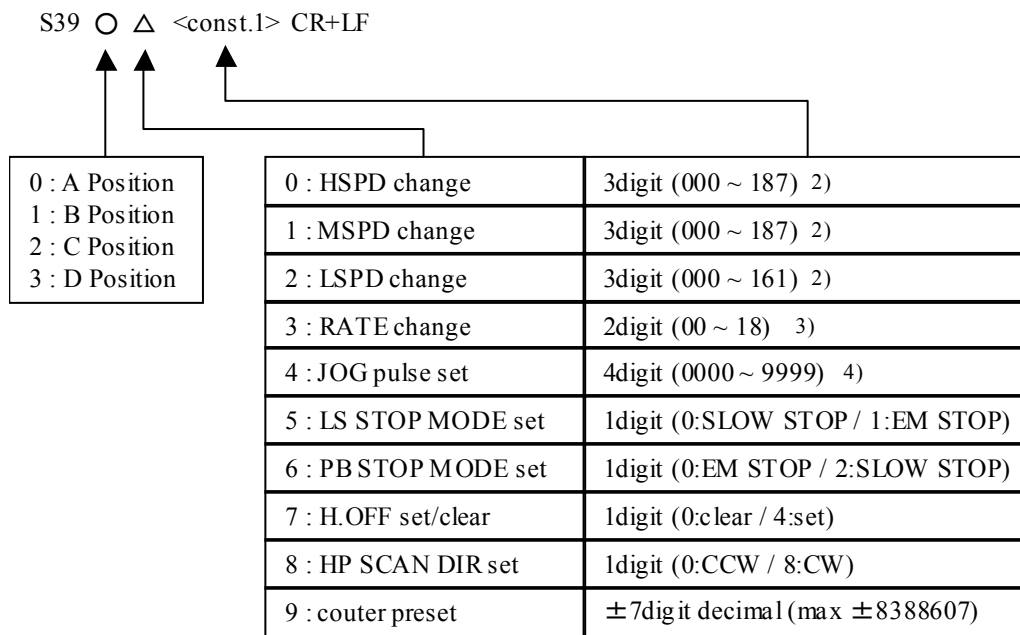 S39 ○ △ <const.1> CR+LF
0 : A Position
1 : B Position
2 : C Position
3 : D Position
0 : HSPD change 3digit (000 ~ 187) 2)
1 : MSPD change 3digit (000 ~ 187) 2)
2 : LSPD change 3digit (000 ~ 161) 2)
3 : RATE change 2digit (00 ~ 18) 3)
4 : JOG pulse set 4digit (0000 ~ 9999) 4)
5 : LS STOP MODE set 1digit (0:SLOW STOP / 1:EM STOP)
6 : PB STOP MODE set 1digit (0:EM STOP / 2:SLOW STOP)
7 : H.OFF set/clear 1digit (0:clear / 4:set)
8 : HP SCAN DIR set 1digit (0:CCW / 8:CW)
9 : couter preset ±7digit decimal (max ±8388607)